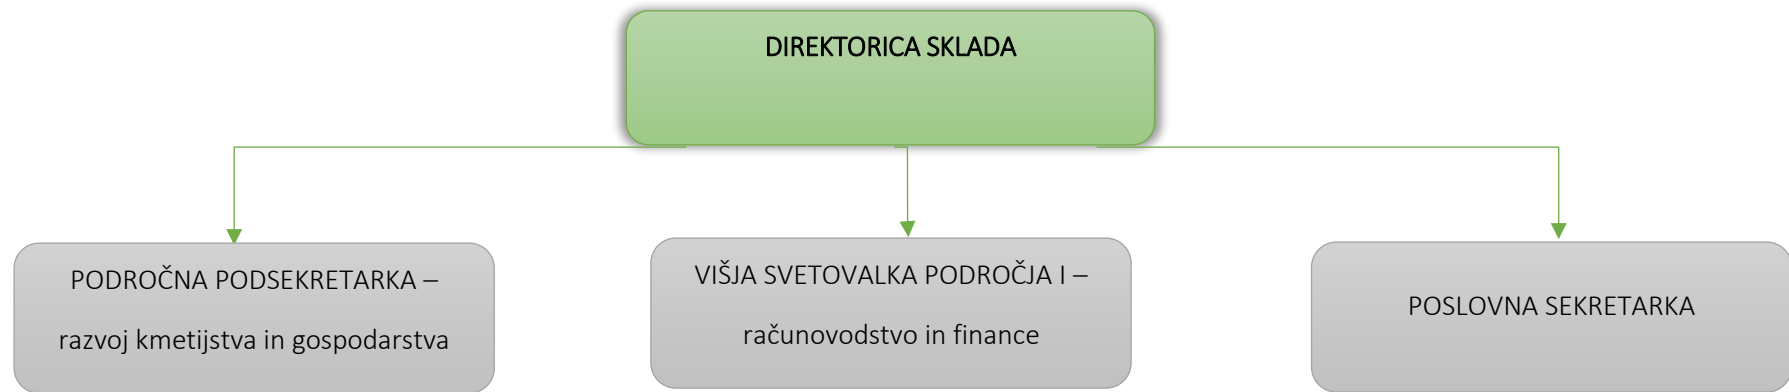 DIREKTORICA SKLADA
PODROČNA PODSEKRETARKA –
razvoj kmetijstva in gospodarstva
VIŠJA SVETOVALKA PODROČJA I –
računovodstvo in finance
POSLOVNA SEKRETARKA